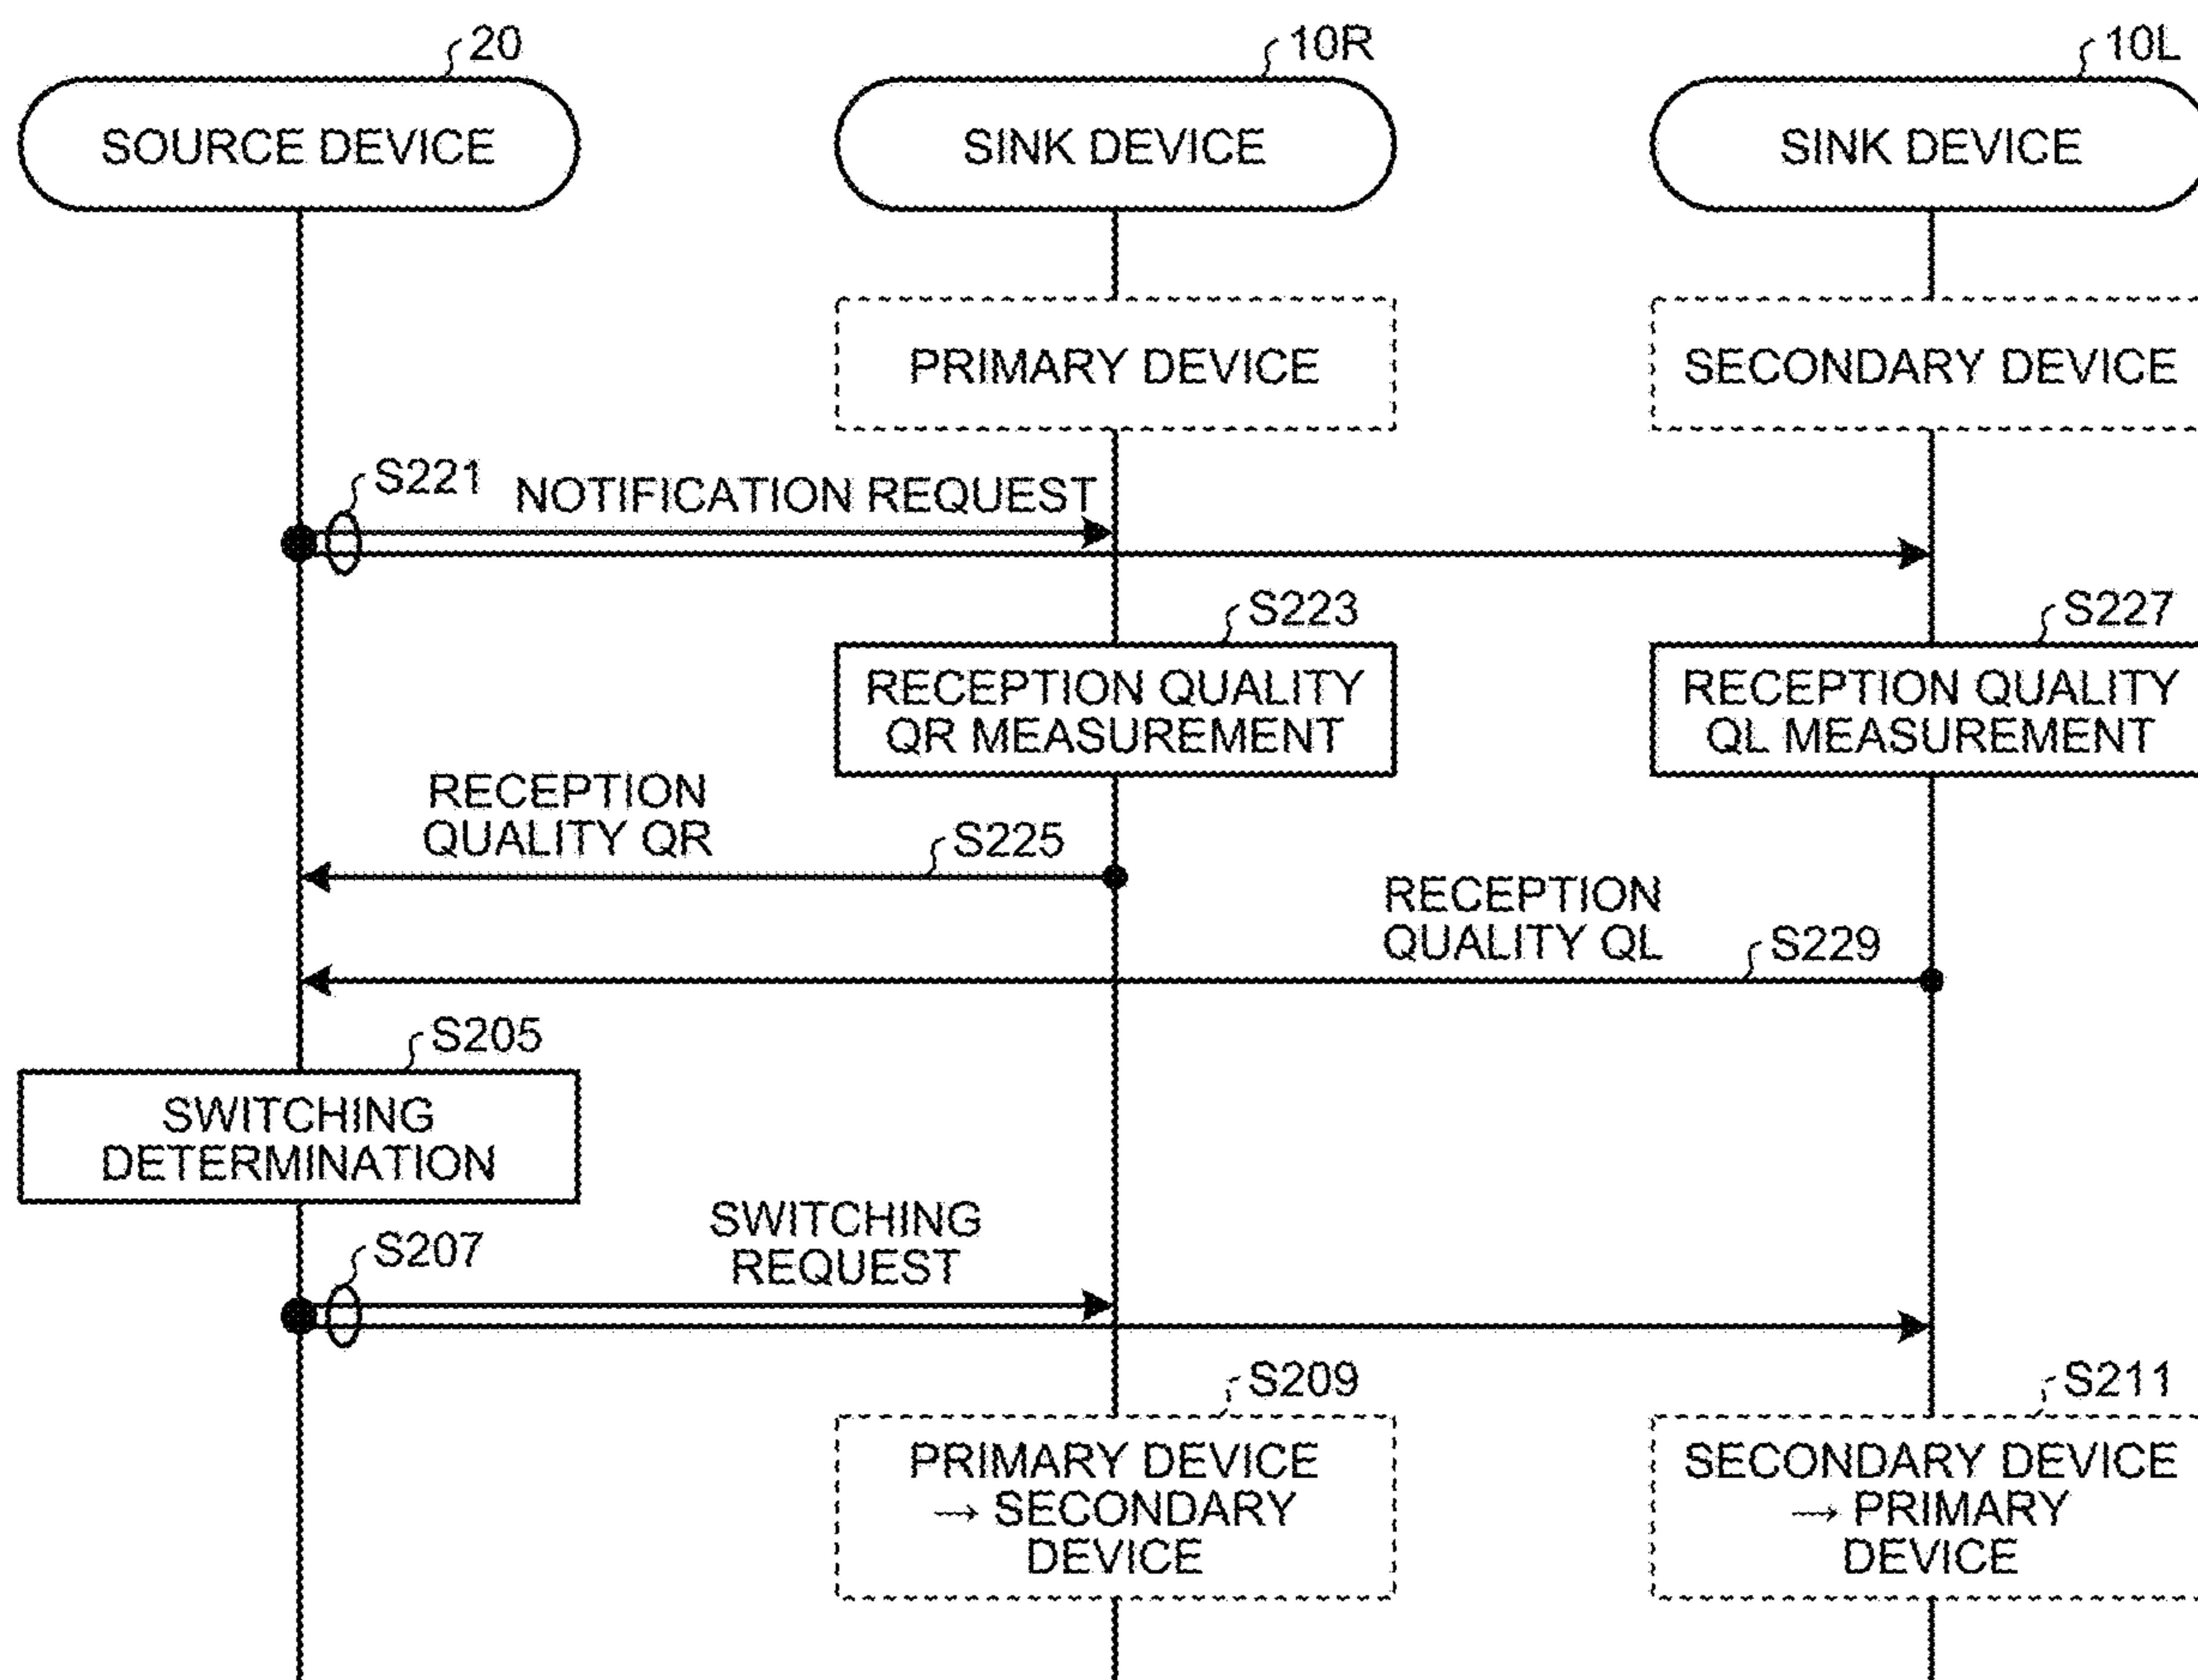 20
10R
10L
SOURCE DEVICE
SINK DEVICE
SINK DEVICE
PRIMARY DEVICE
SECONDARY DEVICE
S221
NOTIFICATION REQUEST
S223
S227
RECEPTION QUALITY
QR MEASUREMENT
RECEPTION QUALITY
QL MEASUREMENT
RECEPTION
QUALITY QR
S225
RECEPTION
QUALITY QL
S229
S205
SWITCHING
DETERMINATION
S207
SWITCHING
REQUEST
S209
S211
PRIMARY DEVICE
→ SECONDARY
DEVICE
SECONDARY DEVICE
→ PRIMARY
DEVICE